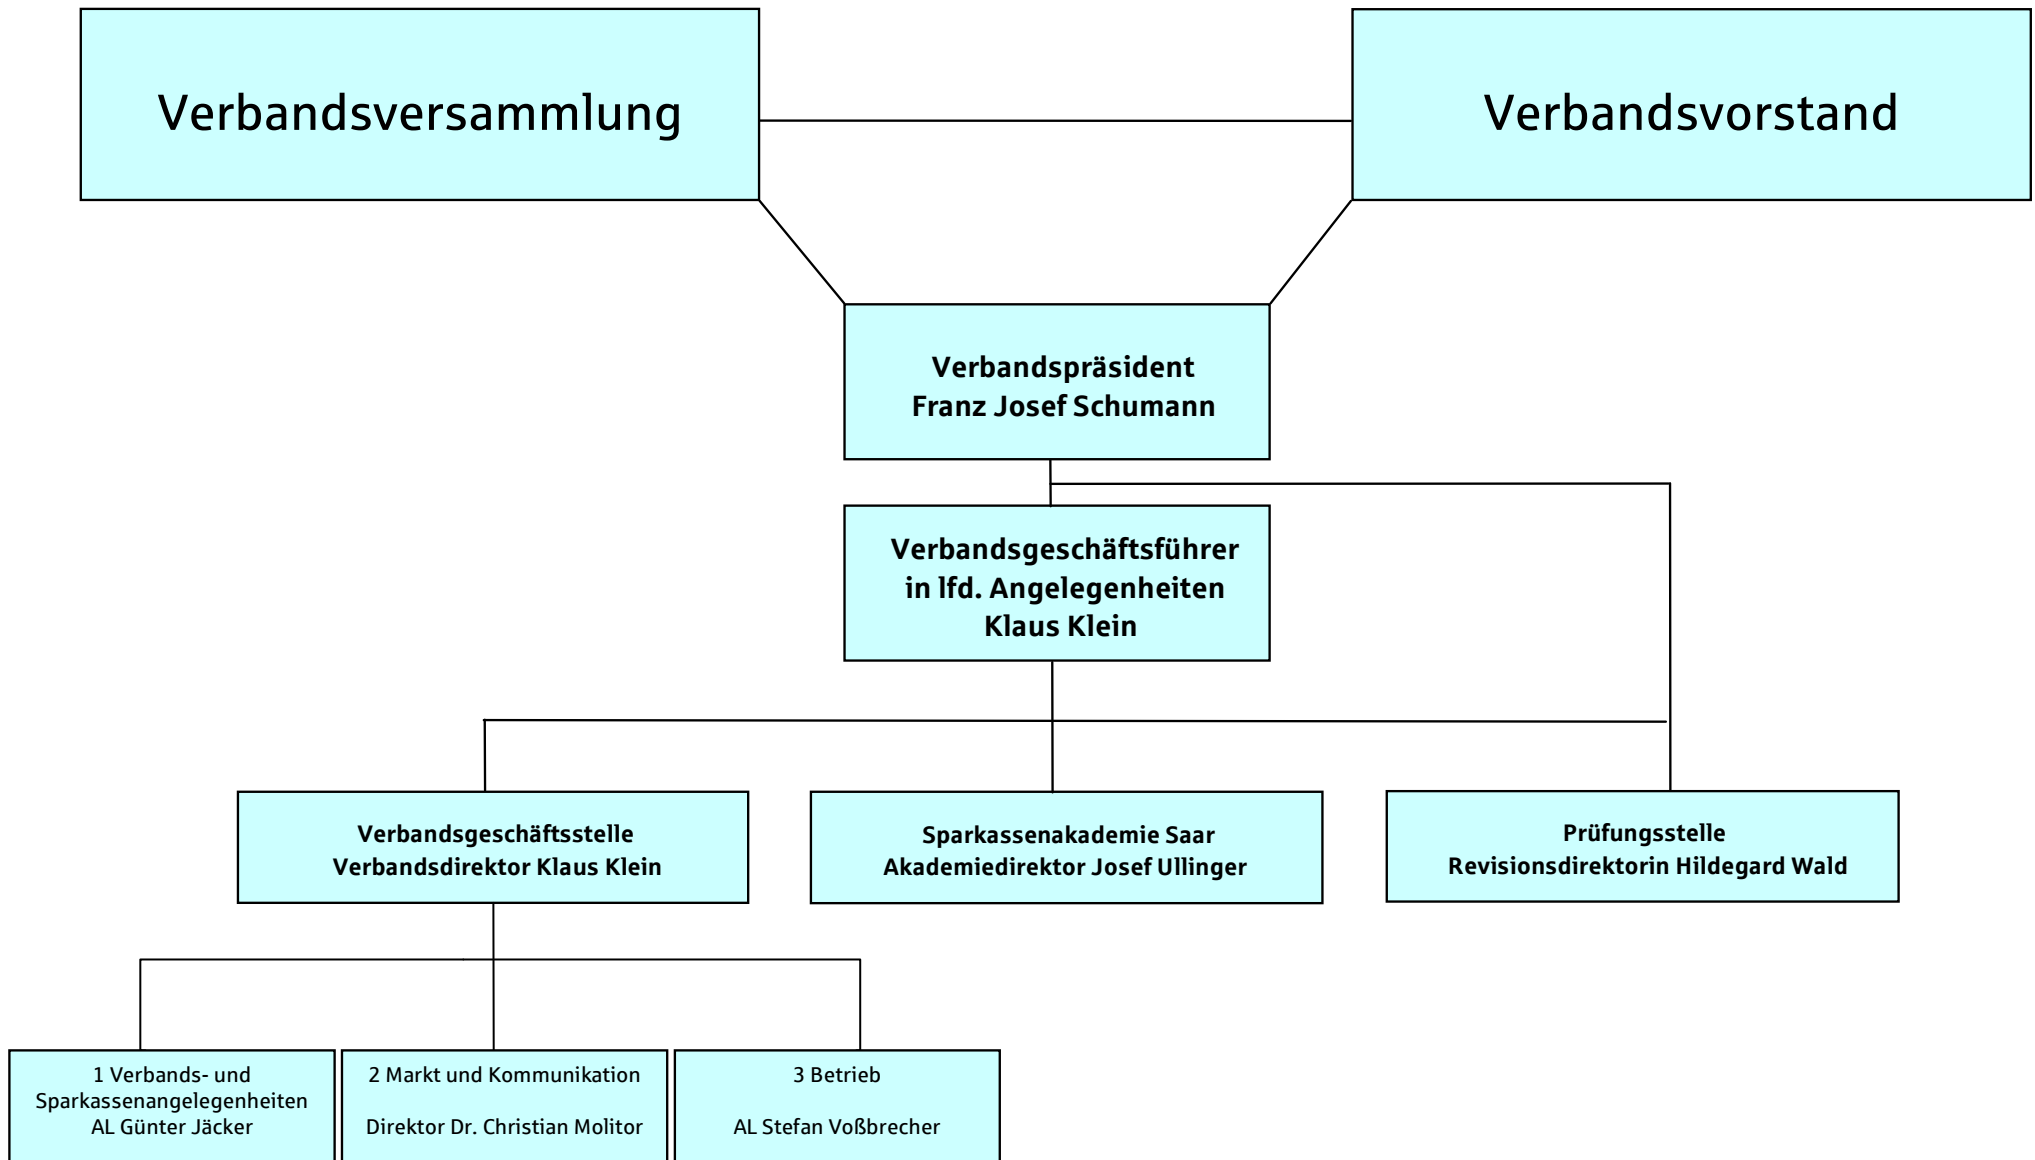 Verbandsversammlung
Verbandsvorstand
Verbandspräsident
Franz Josef Schumann
Verbandsgeschäftsführer
in lfd. Angelegenheiten
Klaus Klein
Verbandsgeschäftsstelle
Verbandsdirektor Klaus Klein
Sparkassenakademie Saar
Akademiedirektor Josef Ullinger
Prüfungsstelle
Revisionsdirektorin Hildegard Wald
1 Verbands- und
Sparkassenangelegenheiten
AL Günter Jäcker
2 Markt und Kommunikation
Direktor Dr. Christian Molitor
3 Betrieb
AL Stefan Voßbrecher